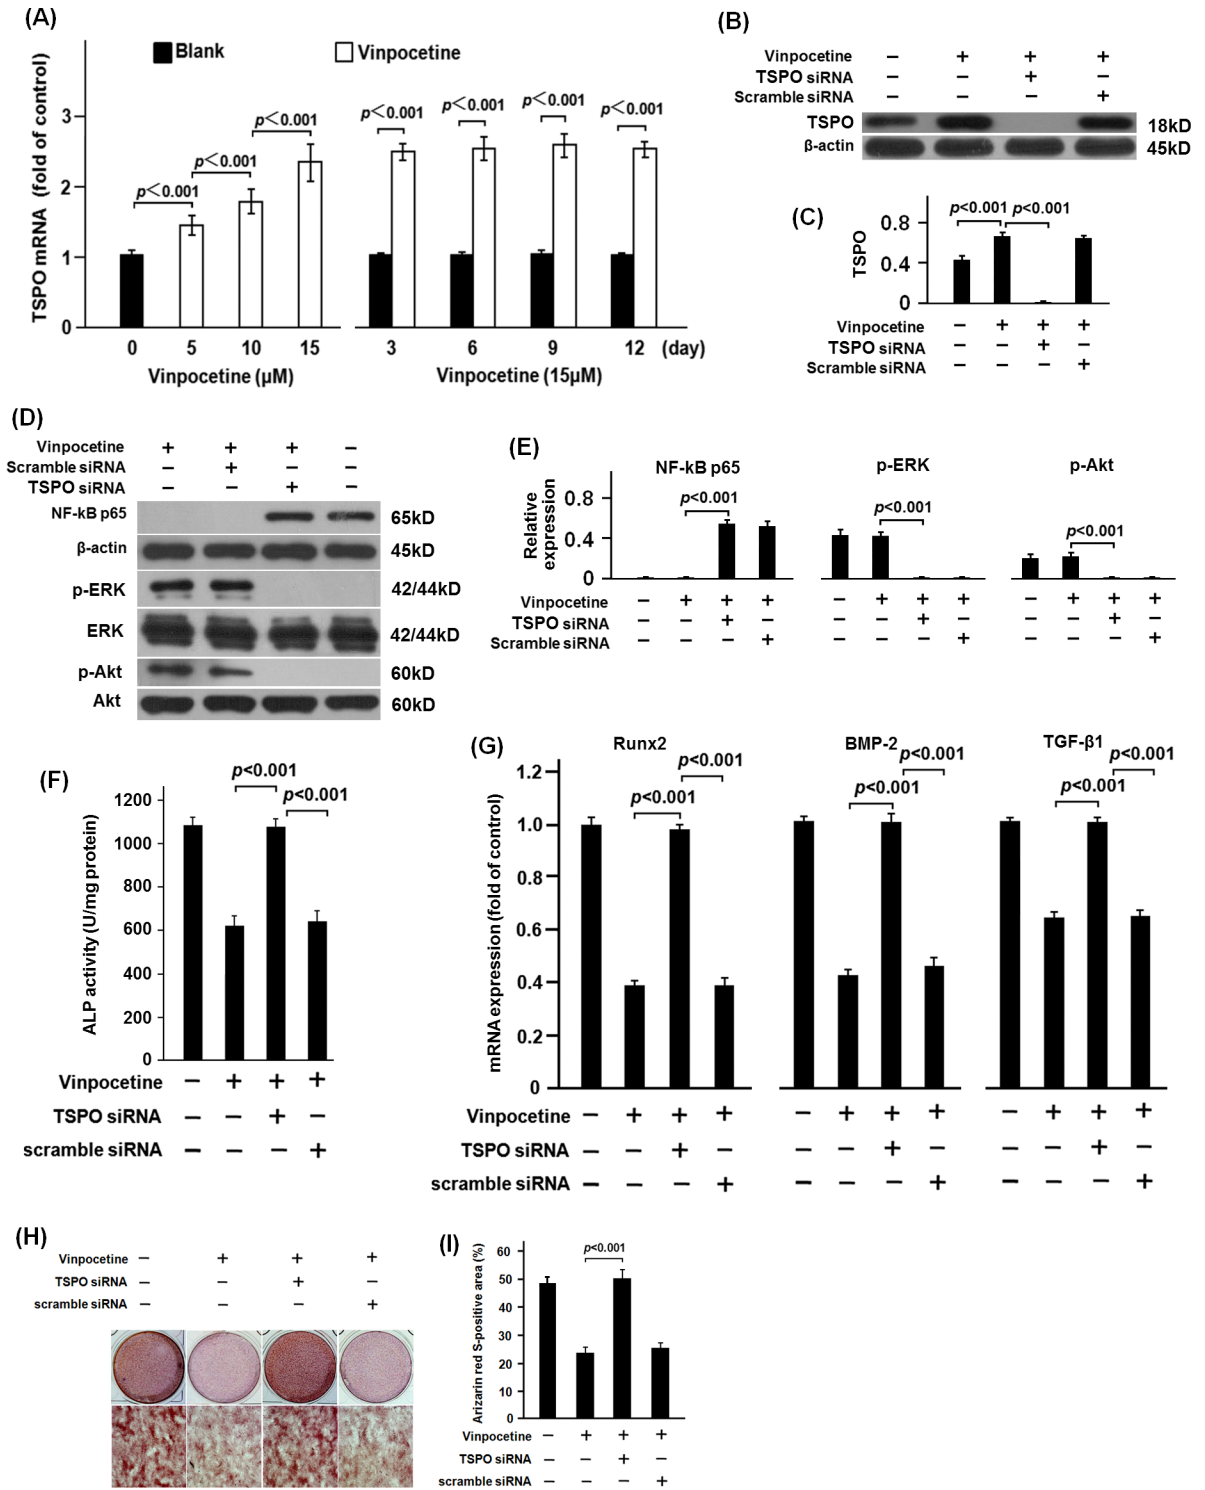 (A)
Blank
Vinpocetine
TSPO mRNA (fold of control)
3
2
1
0
p<0.001
p<0.001
p<0.001
p<0.001
p<0.001
p<0.001
p<0.001
0 5 10 15
3 6 9 12 (day)
Vinpocetine (μM)
Vinpocetine (15μM)
(B)
Vinpocetine − + + +
TSPO siRNA − − + −
Scramble siRNA − − − +
TSPO 18kD
β-actin 45kD
(C)
TSPO
0.8
0.4
0
p<0.001 p<0.001
Vinpocetine − + + +
TSPO siRNA − − + −
Scramble siRNA − − − +
(D)
Vinpocetine + + + −
Scramble siRNA − + − −
TSPO siRNA − − + −
NF-kB p65 65kD
β-actin 45kD
p-ERK 42/44kD
ERK 42/44kD
p-Akt 60kD
Akt 60kD
(E)
NF-kB p65 p-ERK p-Akt
Relative
expression
0.8
0.4
0
p<0.001
p<0.001
p<0.001
Vinpocetine − + + + − + + + − + + +
TSPO siRNA − − + − − − + − − − + −
Scramble siRNA − − − + − − − + − − − +
(F)
ALP activity (U/mg protein)
1200
1000
800
600
400
200
0
p<0.001
p<0.001
Vinpocetine − + + +
TSPO siRNA − − + −
scramble siRNA − − − +
(G)
Runx2 BMP-2 TGF-β1
mRNA expression (fold of control)
1.2
1.0
0.8
0.6
0.4
0.2
0
p<0.001
p<0.001
p<0.001
p<0.001
p<0.001
p<0.001
Vinpocetine − + + + − + + + − + + +
TSPO siRNA − − + − − − + − − − + −
scramble siRNA − − − + − − − + − − − +
(H)
Vinpocetine − + + +
TSPO siRNA − − + −
scramble siRNA − − − +
(I)
Arizarin red S-positive area (%)
60
50
40
30
20
10
0
p<0.001
Vinpocetine − + + +
TSPO siRNA − − + −
scramble siRNA − − − +